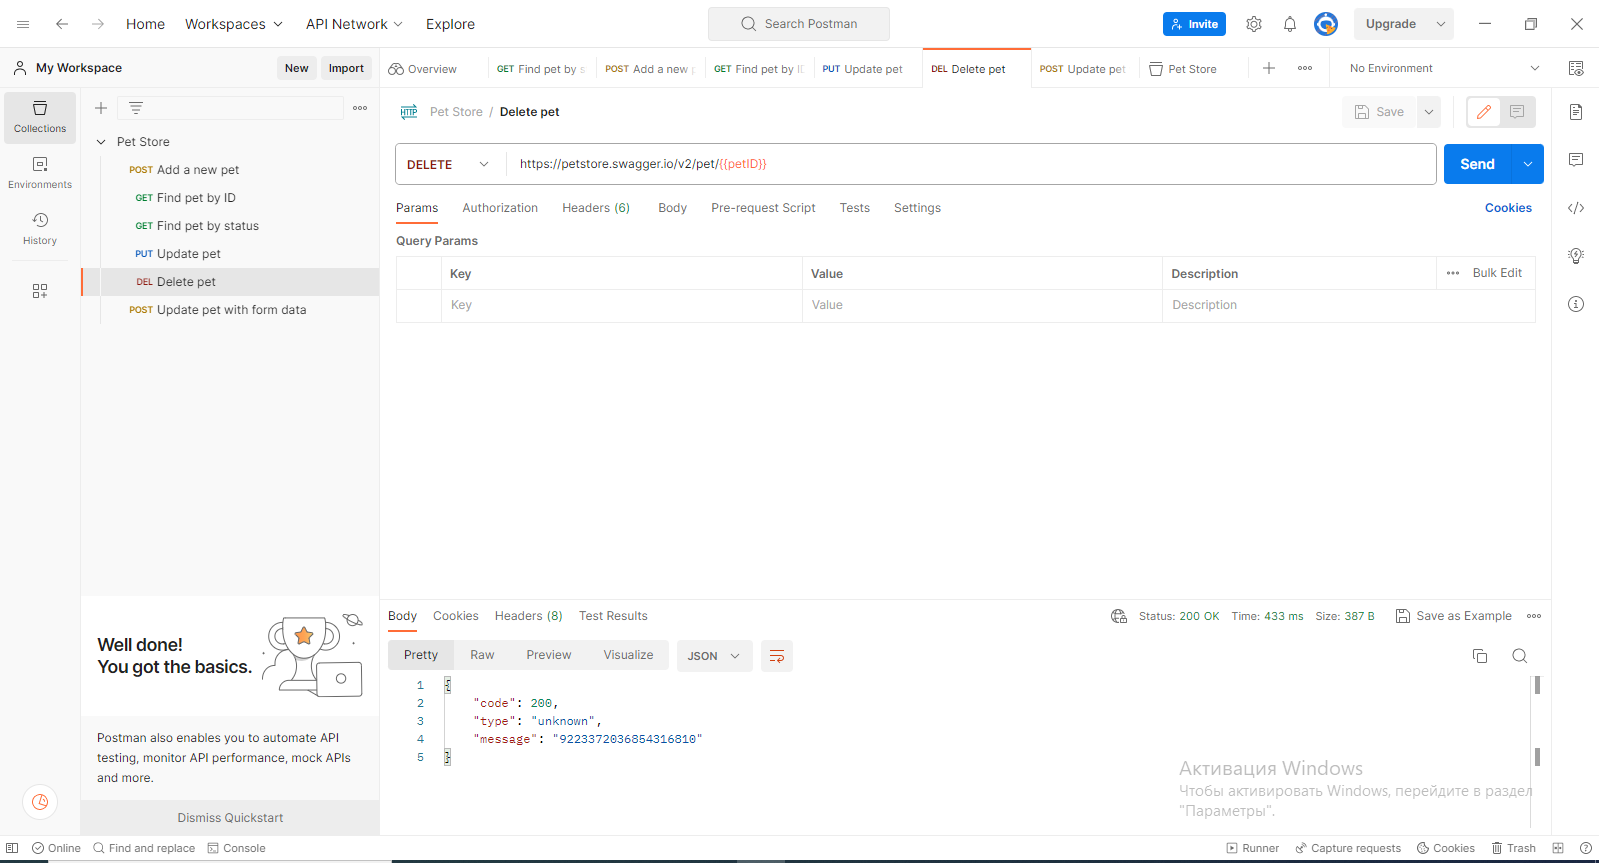 Home Workspaces API Network Explore Search Postman Invite Upgrade
My Workspace New Import Overview GET Find pet by s POST Add a new p GET Find pet by ID PUT Update pet DEL Delete pet POST Update pet Pet Store No Environment
Collections
Environments
History
Pet Store
POST Add a new pet
GET Find pet by ID
GET Find pet by status
PUT Update pet
DEL Delete pet
POST Update pet with form data
Well done!
You got the basics.
Postman also enables you to automate API
testing, monitor API performance, mock APIs
and more.
Dismiss Quickstart
HTTP Pet Store / Delete pet Save
DELETE https://petstore.swagger.io/v2/pet/{{petID}} Send
Params Authorization Headers (6) Body Pre-request Script Tests Settings Cookies
Query Params
Key Value Description Bulk Edit
Key Value Description
Body Cookies Headers (8) Test Results Status: 200 OK Time: 433 ms Size: 387 B Save as Example
Pretty Raw Preview Visualize JSON
1 {
2 "code": 200,
3 "type": "unknown",
4 "message": "9223372036854316810"
5 }
Активация Windows
Чтобы активировать Windows, перейдите в раздел
"Параметры".
Online Find and replace Console Runner Capture requests Cookies Trash